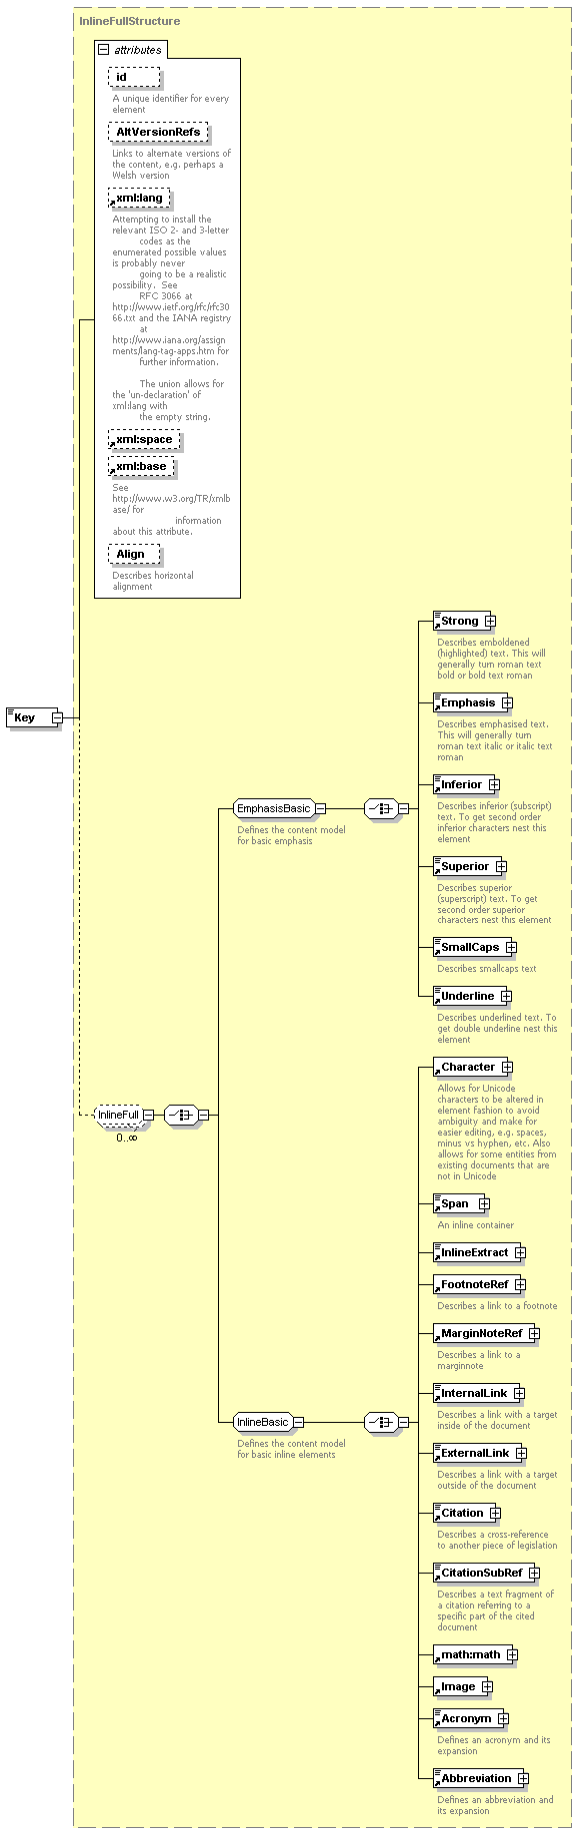 InlineFullStructure
attributes
id
A unique identifier for every
element
AltVersionRefs
Links to alternate versions of
the content, e.g. perhaps a
Welsh version
xml:lang
Attempting to install the
relevant ISO 2- and 3-letter
codes as the
enumerated possible values
is probably never
going to be a realistic
possibility.  See
RFC 3066 at
http://www.ietf.org/rfc/rfc30
66.txt and the IANA registry
at
http://www.iana.org/assign
ments/lang-tag-apps.htm for
further information.
The union allows for
the 'un-declaration' of
xml:lang with
the empty string.
xml:space
xml:base
See
http://www.w3.org/TR/xmlb
ase/ for
information
about this attribute.
Align
Describes horizontal
alignment
Key
InlineFull
0..∞
EmphasisBasic
Defines the content model
for basic emphasis
Strong
Describes emboldened
(highlighted) text. This will
generally turn roman text
bold or bold text roman
Emphasis
Describes emphasised text.
This will generally turn
roman text italic or italic text
roman
Inferior
Describes inferior (subscript)
text. To get second order
inferior characters nest this
element
Superior
Describes superior
(superscript) text. To get
second order superior
characters nest this element
SmallCaps
Describes smallcaps text
Underline
Describes underlined text. To
get double underline nest this
element
InlineBasic
Defines the content model
for basic inline elements
Character
Allows for Unicode
characters to be altered in
element fashion to avoid
ambiguity and make for
easier editing, e.g. spaces,
minus vs hyphen, etc. Also
allows for some entities from
existing documents that are
not in Unicode
Span
An inline container
InlineExtract
FootnoteRef
Describes a link to a footnote
MarginNoteRef
Describes a link to a
marginnote
InternalLink
Describes a link with a target
inside of the document
ExternalLink
Describes a link with a target
outside of the document
Citation
Describes a cross-reference
to another piece of legislation
CitationSubRef
Describes a text fragment of
a citation referring to a
specific part of the cited
document
math:math
Image
Acronym
Defines an acronym and its
expansion
Abbreviation
Defines an abbreviation and
its expansion